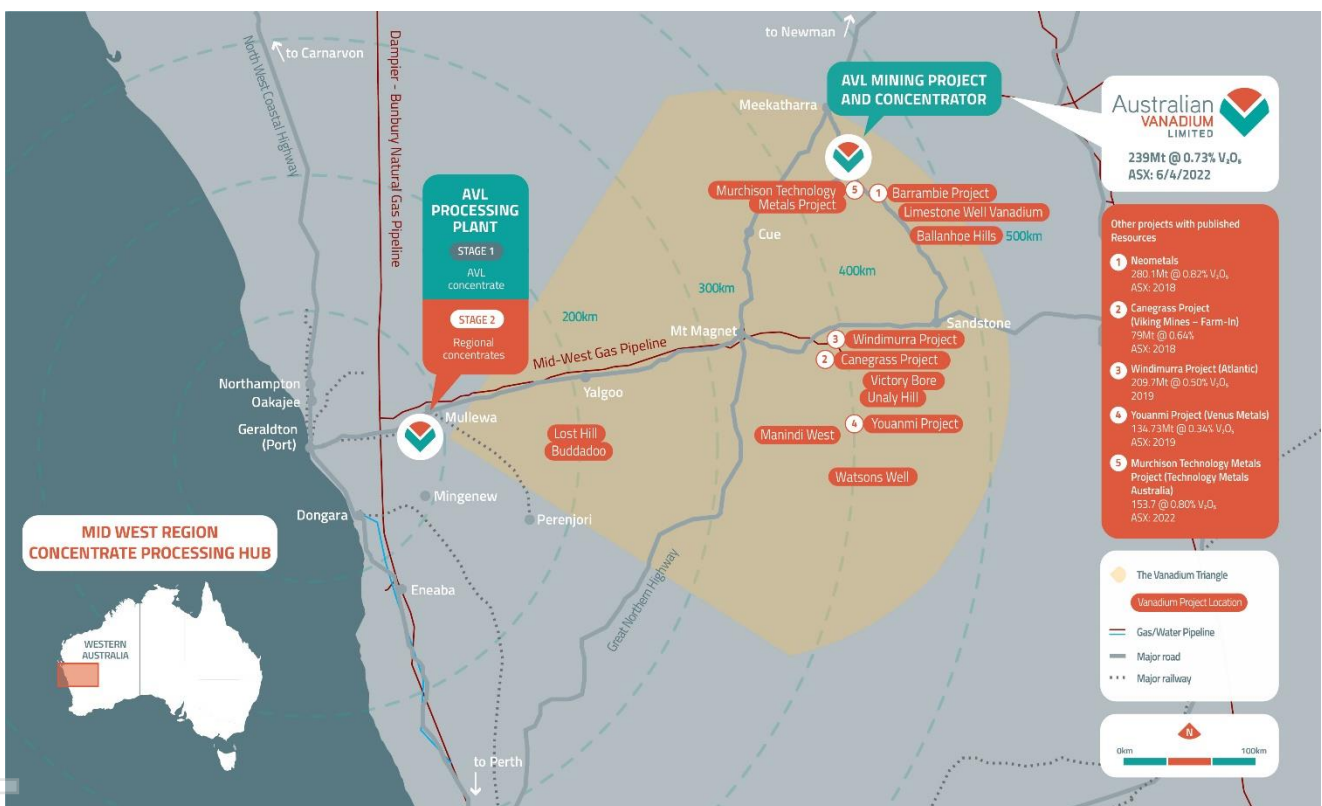 to Carnarvon
North West Coastal Highway
Dampier - Bunbury Natural Gas Pipeline
to Newman
AVL MINING PROJECT
AND CONCENTRATOR
Meekatharra
Australian
VANADIUM
LIMITED
239Mt @ 0.73% V₂O₅
ASX: 6/4/2022
AVL
PROCESSING
PLANT
STAGE 1
AVL
concentrate
STAGE 2
Regional
concentrates
Murchison Technology
Metals Project
5
1
Barrambie Project
Limestone Well Vanadium
Ballanhoe Hills
500km
Cue
400km
300km
200km
Mt Magnet
Sandstone
Mid-West Gas Pipeline
3
Windimurra Project
2
Canegrass Project
Victory Bore
Unaly Hill
Yalgoo
Northampton
Oakajee
Geraldton
(Port)
Mullewa
Lost Hill
Buddadoo
Manindi West
4
Youanmi Project
Watsons Well
Mingenew
Perenjori
Dongara
Eneaba
Great Northern Highway
to Perth
MID WEST REGION
CONCENTRATE PROCESSING HUB
WESTERN
AUSTRALIA
Other projects with published
Resources
1 Neometals
280.1Mt @ 0.82% V₂O₅
ASX: 2018
2 Canegrass Project
(Viking Mines – Farm-In)
79Mt @ 0.64%
ASX: 2018
3 Windimurra Project (Atlantic)
209.7Mt @ 0.50% V₂O₅
2019
4 Youanmi Project (Venus Metals)
134.73Mt @ 0.34% V₂O₅
ASX: 2019
5 Murchison Technology Metals
Project (Technology Metals
Australia)
153.7 @ 0.80% V₂O₅
ASX: 2022
The Vanadium Triangle
Vanadium Project Location
Gas/Water Pipeline
Major road
Major railway
N
0km
100km